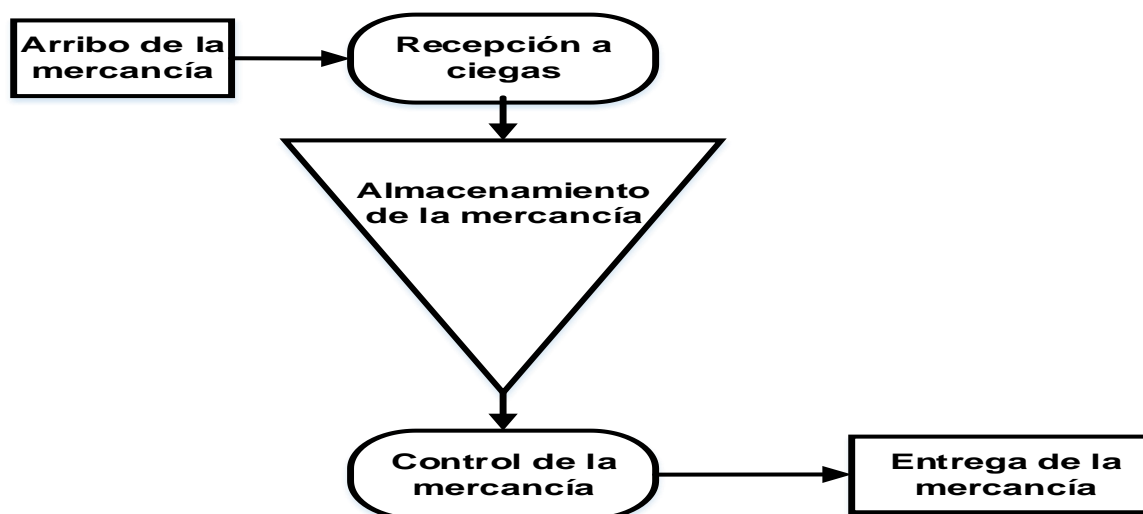 Arribo de la
mercancía
Recepción a
ciegas
Almacenamiento
de la mercancía
Control de la
mercancía
Entrega de la
mercancía